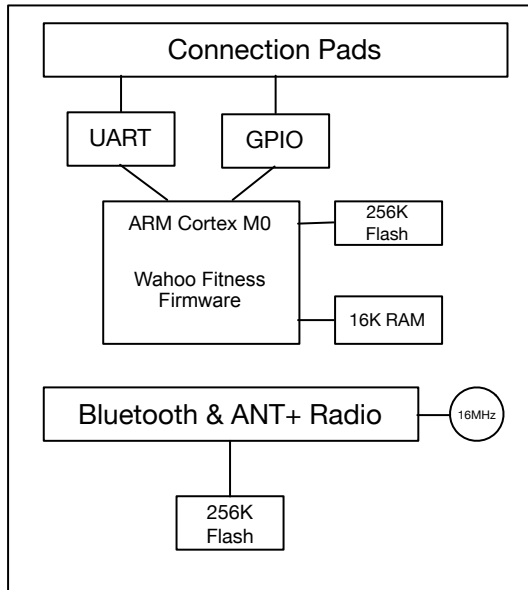 Connection Pads
UART
GPIO
ARM Cortex M0
256K
Flash
Wahoo Fitness
Firmware
16K RAM
Bluetooth & ANT+ Radio
16MHz
256K
Flash